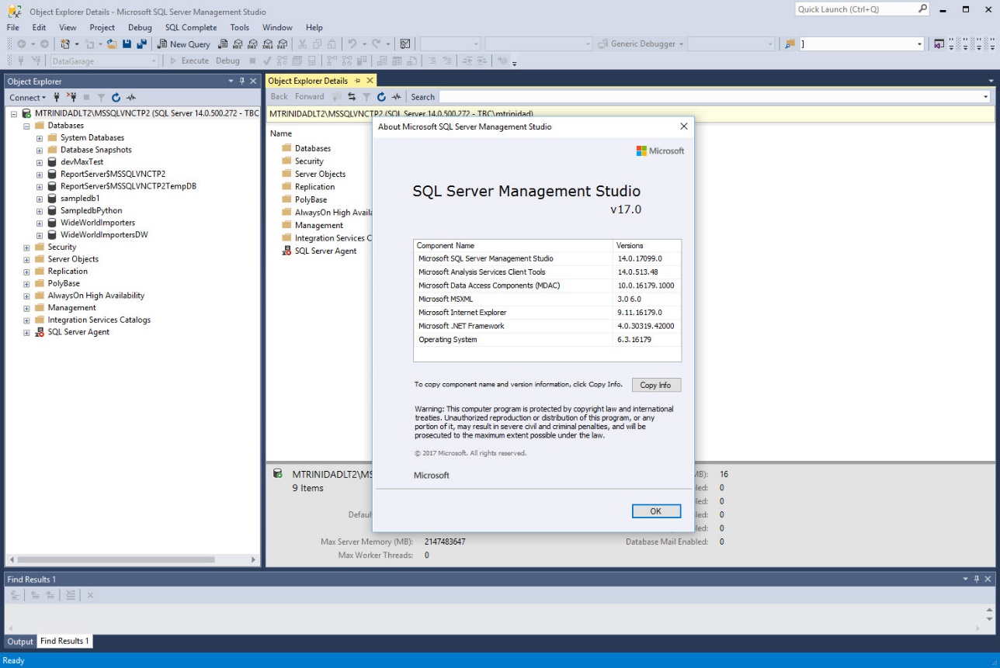 Object Explorer Details - Microsoft SQL Server Management Studio
Quick Launch (Ctrl+Q)
File Edit View Project Debug SQL Complete Tools Window Help
New Query
Generic Debugger
]
DataGarage
Execute Debug
Object Explorer
Connect
MTRINIDADLT2\MSSQLVNCTP2 (SQL Server 14.0.500.272 - TBC
Databases
System Databases
Database Snapshots
devMaxTest
ReportServer$MSSQLVNCTP2
ReportServer$MSSQLVNCTP2TempDB
sampledb1
SampledbPython
WideWorldImporters
WideWorldImportersDW
Security
Server Objects
Replication
PolyBase
AlwaysOn High Availability
Management
Integration Services Catalogs
SQL Server Agent
Object Explorer Details
Back Forward
Search
MTRINIDADLT2\MSSQLVNCTP2 (SQL Server 14.0.500.272 - TBC\mtrinidad)
Name
Databases
Security
Server Objects
Replication
PolyBase
AlwaysOn High Availa
Management
Integration Services C
SQL Server Agent
About Microsoft SQL Server Management Studio
Microsoft
SQL Server Management Studio
v17.0
Component Name Versions
Microsoft SQL Server Management Studio 14.0.17099.0
Microsoft Analysis Services Client Tools 14.0.513.48
Microsoft Data Access Components (MDAC) 10.0.16179.1000
Microsoft MSXML 3.0 6.0
Microsoft Internet Explorer 9.11.16179.0
Microsoft .NET Framework 4.0.30319.42000
Operating System 6.3.16179
To copy component name and version information, click Copy Info.
Copy Info
Warning: This computer program is protected by copyright law and international
treaties. Unauthorized reproduction or distribution of this program, or any
portion of it, may result in severe civil and criminal penalties, and will be
prosecuted to the maximum extent possible under the law.
© 2017 Microsoft. All rights reserved.
Microsoft
OK
MTRINIDADLT2\MS
9 Items
Defaul
Max Server Memory (MB): 2147483647
Max Worker Threads: 0
MB): 16
led: 0
led: 0
led: 0
led: 0
Database Mail Enabled: 0
Find Results 1
Output Find Results 1
Ready